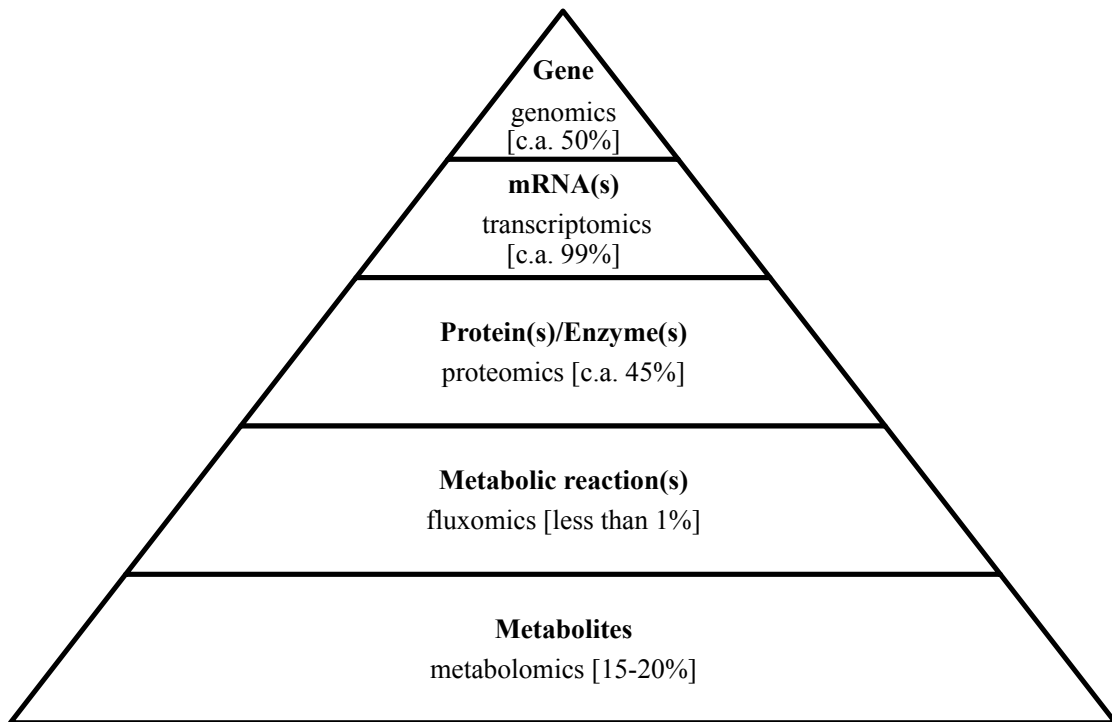 Gene
genomics
[c.a. 50%]
mRNA(s)
transcriptomics
[c.a. 99%]
Protein(s)/Enzyme(s)
proteomics [c.a. 45%]
Metabolic reaction(s)
fluxomics [less than 1%]
Metabolites
metabolomics [15-20%]